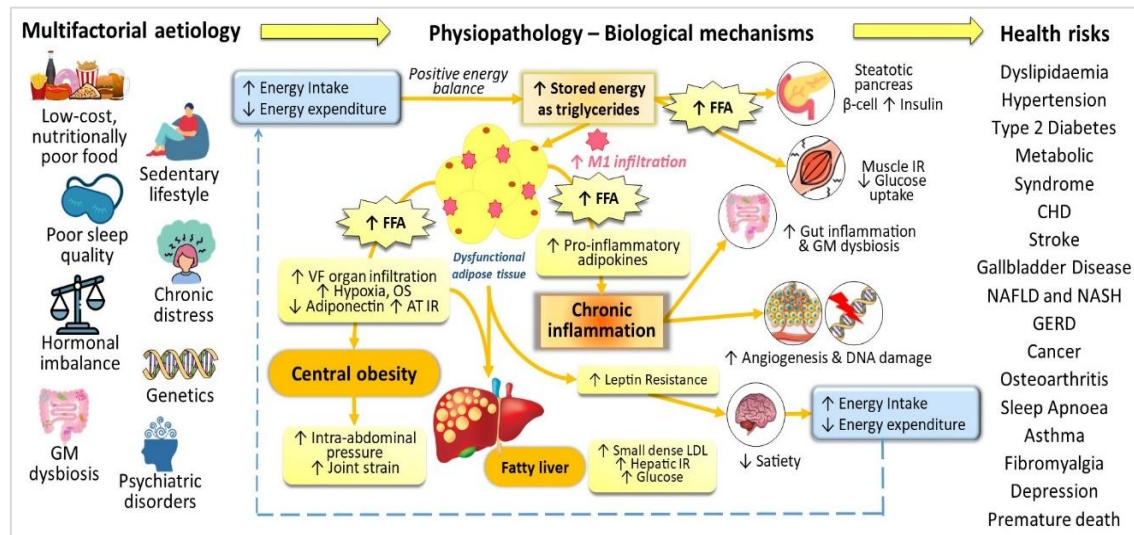 Multifactorial aetiology
Physiopathology – Biological mechanisms
Health risks
Low-cost,
nutritionally
poor food
Sedentary
lifestyle
Poor sleep
quality
Chronic
distress
Hormonal
imbalance
Genetics
GM
dysbiosis
Psychiatric
disorders
↑ Energy Intake
↓ Energy expenditure
Positive energy
balance
↑ Stored energy
as triglycerides
↑ FFA
Steatotic
pancreas
β-cell ↑ Insulin
Muscle IR
↓ Glucose
uptake
↑ M1 infiltration
↑ FFA
↑ FFA
Dysfunctional
adipose tissue
↑ Pro-inflammatory
adipokines
↑ Gut inflammation
& GM dysbiosis
↑ VF organ infiltration
↑ Hypoxia, OS
↓ Adiponectin ↑ AT IR
Chronic
inflammation
↑ Angiogenesis & DNA damage
Central obesity
↑ Leptin Resistance
↑ Energy Intake
↓ Energy expenditure
↓ Satiety
↑ Intra-abdominal
pressure
↑ Joint strain
Fatty liver
↑ Small dense LDL
↑ Hepatic IR
↑ Glucose
Dyslipidaemia
Hypertension
Type 2 Diabetes
Metabolic
Syndrome
CHD
Stroke
Gallbladder Disease
NAFLD and NASH
GERD
Cancer
Osteoarthritis
Sleep Apnoea
Asthma
Fibromyalgia
Depression
Premature death